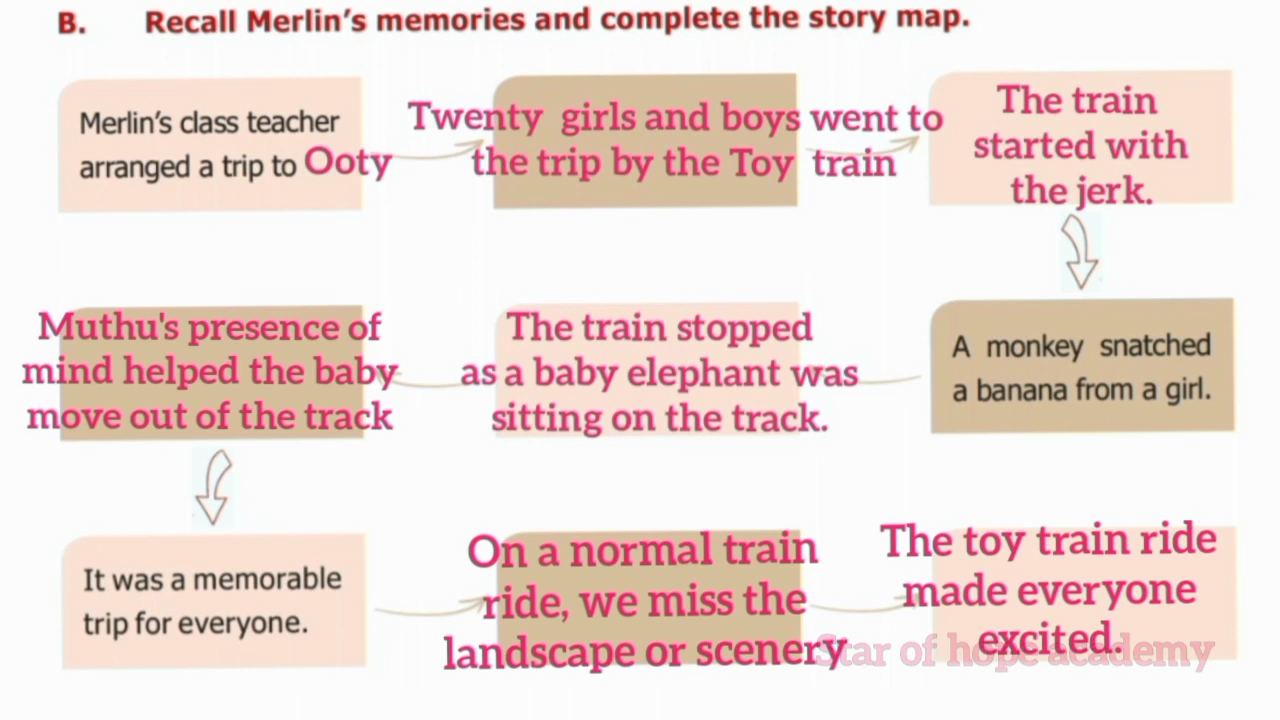 B. Recall Merlin's memories and complete the story map.
Merlin's class teacher
arranged a trip to Ooty
Twenty girls and boys went to
the trip by the Toy train
The train
started with
the jerk.
A monkey snatched
a banana from a girl.
The train stopped
as a baby elephant was
sitting on the track.
Muthu's presence of
mind helped the baby
move out of the track
It was a memorable
trip for everyone.
On a normal train
ride, we miss the
landscape or scenery
The toy train ride
made everyone
excited.
Star of hope academy